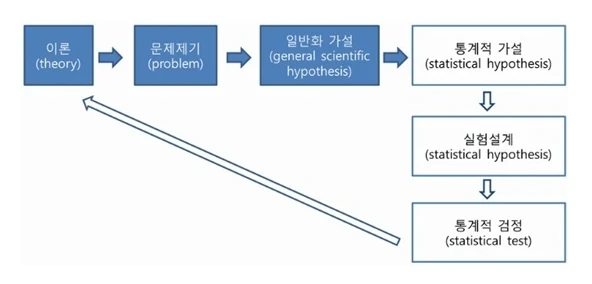 이론
(theory)
문제제기
(problem)
일반화 가설
(general scientific
hypothesis)
통계적 가설
(statistical hypothesis)
실험설계
(statistical hypothesis)
통계적 검정
(statistical test)